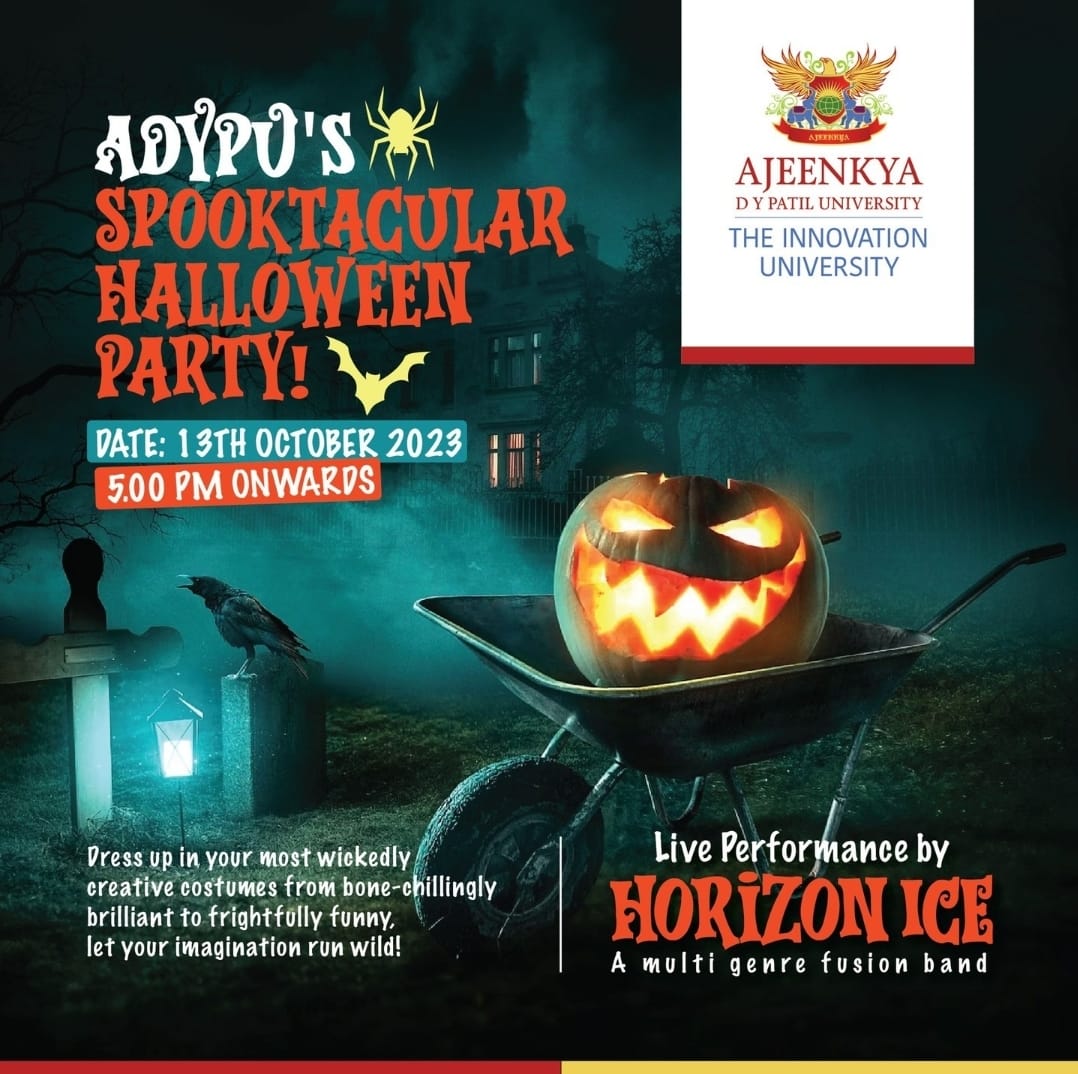 ADYPU'S
SPOOKTACULAR
HALLOWEEN
PARTY!
DATE: 13TH OCTOBER 2023
5.00 PM ONWARDS
AJEENKYA
AJEENKYA
D Y PATIL UNIVERSITY
THE INNOVATION
UNIVERSITY
Dress up in your most wickedly
creative costumes from bone-chillingly
brilliant to frightfully funny,
let your imagination run wild!
Live Performance by
HORiZON ICE
A multi genre fusion band